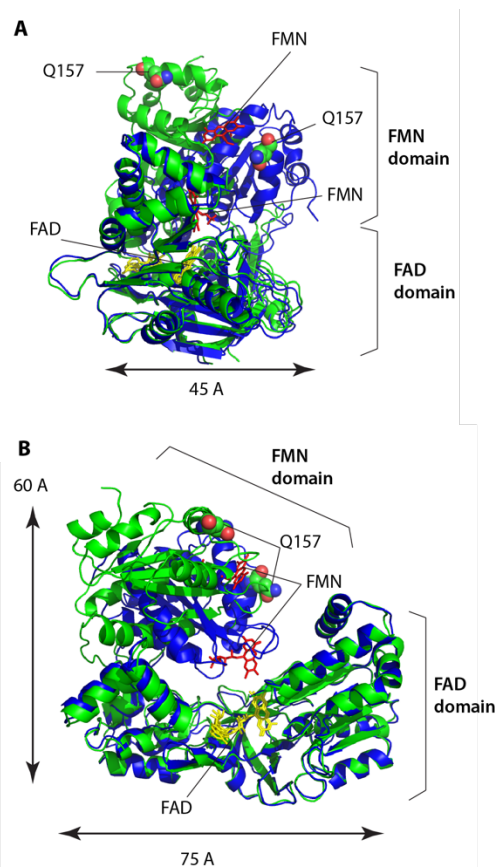 A
FMN
Q157
Q157
FMN
domain
FMN
FAD
FAD
domain
45 A
B
FMN
domain
60 A
Q157
FMN
FAD
domain
FAD
75 A